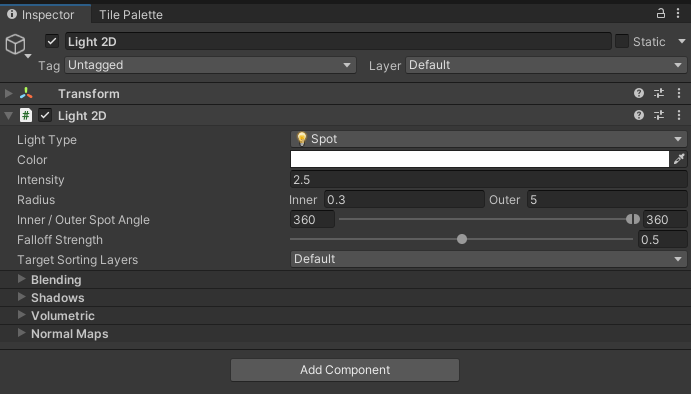 Inspector Tile Palette
Light 2D Static
Tag Untagged Layer Default
Transform
# Light 2D
Light Type Spot
Color
Intensity 2.5
Radius Inner 0.3 Outer 5
Inner / Outer Spot Angle 360 360
Falloff Strength 0.5
Target Sorting Layers Default
Blending
Shadows
Volumetric
Normal Maps
Add Component